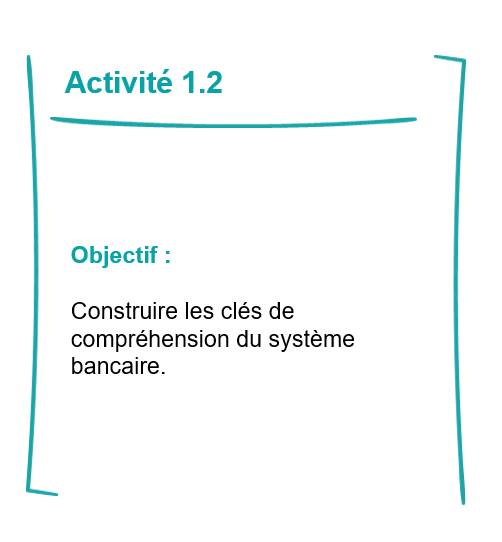 Activité 1.2
Objectif :
Construire les clés de
compréhension du système
bancaire.